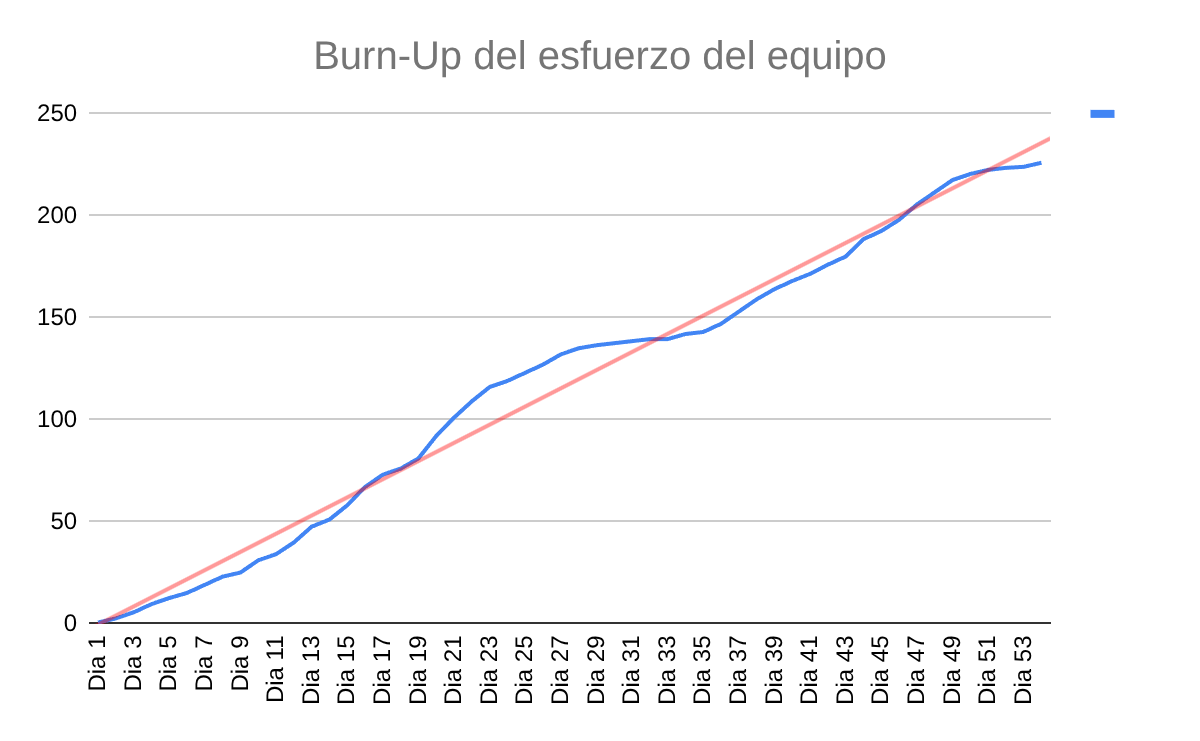 Burn-Up del esfuerzo del equipo
250
200
150
100
50
0
Dia 1
Dia 3
Dia 5
Dia 7
Dia 9
Dia 11
Dia 13
Dia 15
Dia 17
Dia 19
Dia 21
Dia 23
Dia 25
Dia 27
Dia 29
Dia 31
Dia 33
Dia 35
Dia 37
Dia 39
Dia 41
Dia 43
Dia 45
Dia 47
Dia 49
Dia 51
Dia 53